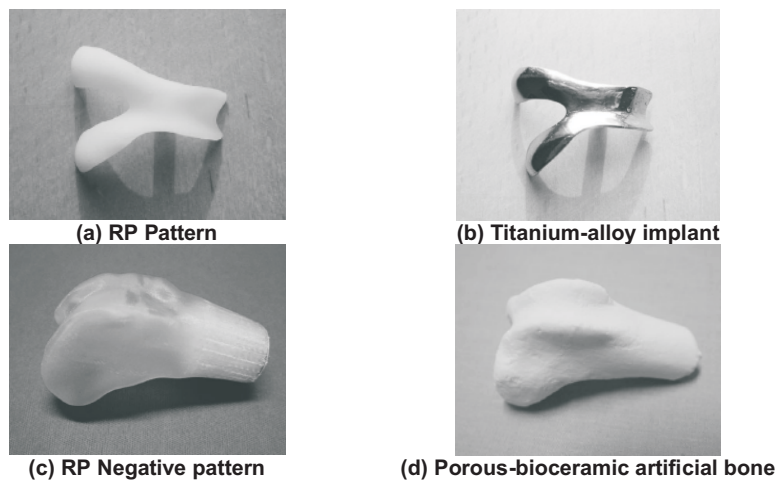 (a) RP Pattern
(b) Titanium-alloy implant
(c) RP Negative pattern
(d) Porous-bioceramic artificial bone